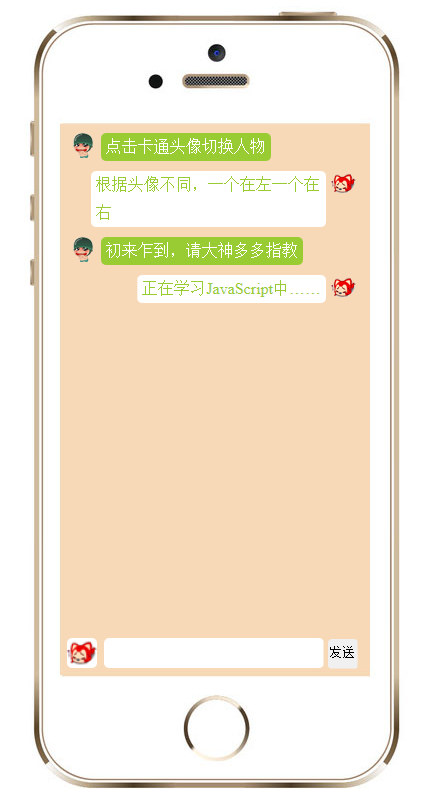 点击卡通头像切换人物
根据头像不同，一个在左一个在
右
初来乍到，请大神多多指教
正在学习JavaScript中……
发送